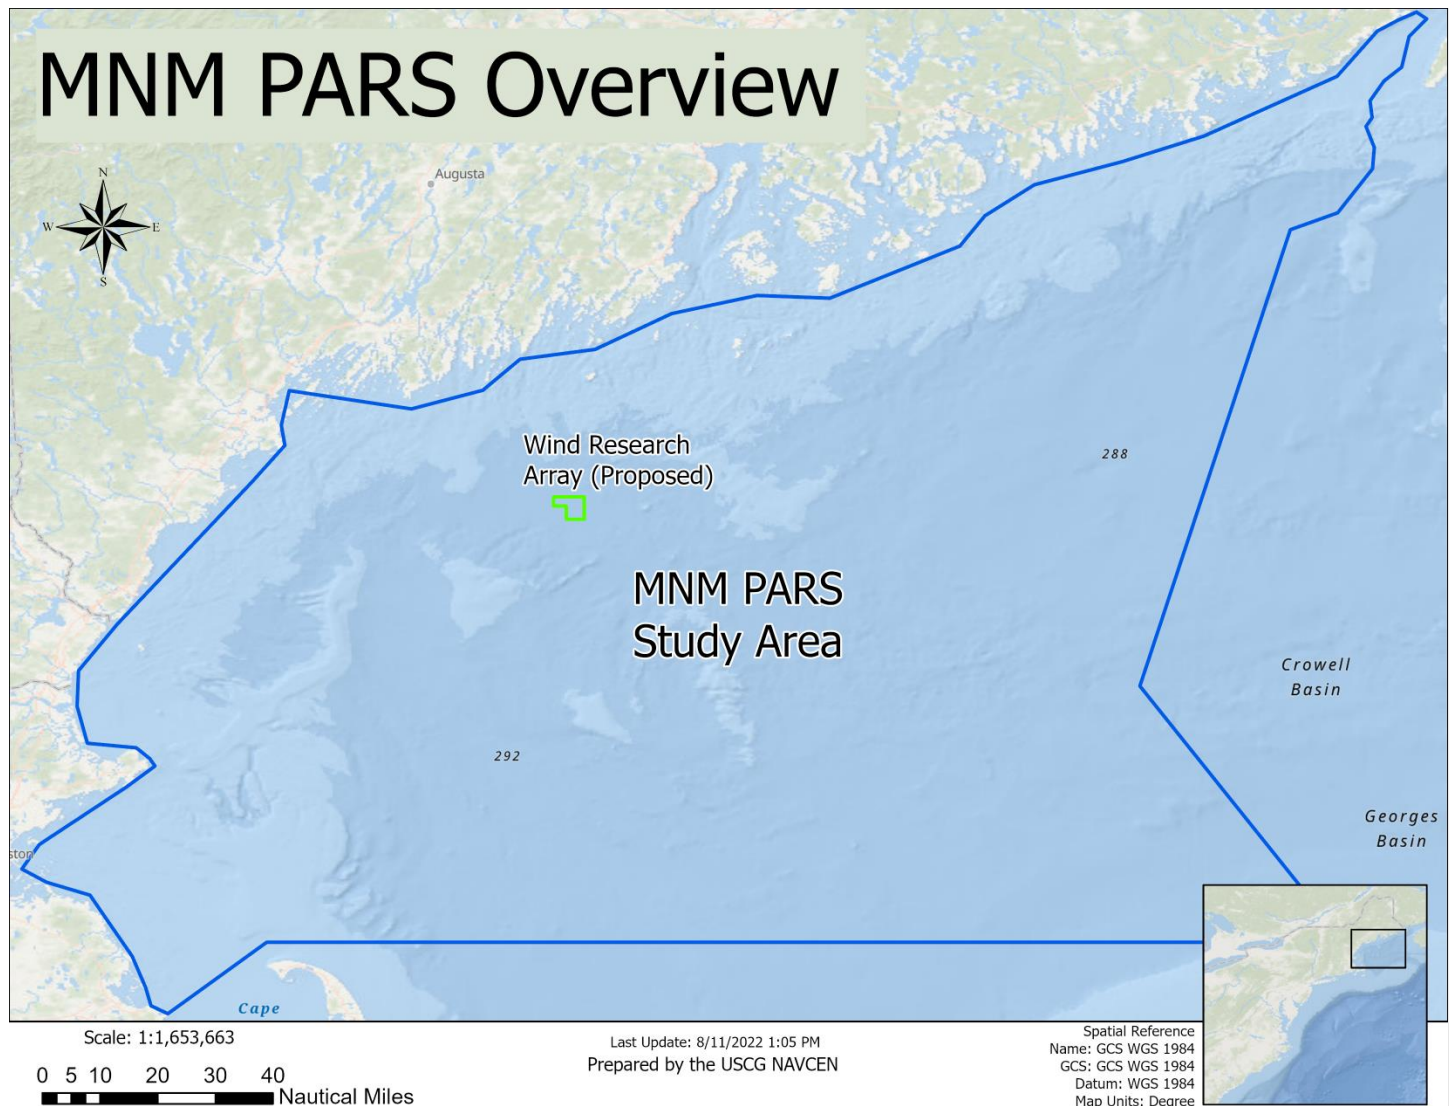 MNM PARS Overview
N
W
E
S
Augusta
Wind Research
Array (Proposed)
288
MNM PARS
Study Area
Crowell
Basin
292
Georges
Basin
ston
Cape
Scale: 1:1,653,663
0 5 10 20 30 40
Nautical Miles
Last Update: 8/11/2022 1:05 PM
Prepared by the USCG NAVCEN
Spatial Reference
Name: GCS WGS 1984
GCS: GCS WGS 1984
Datum: WGS 1984
Map Units: Degree